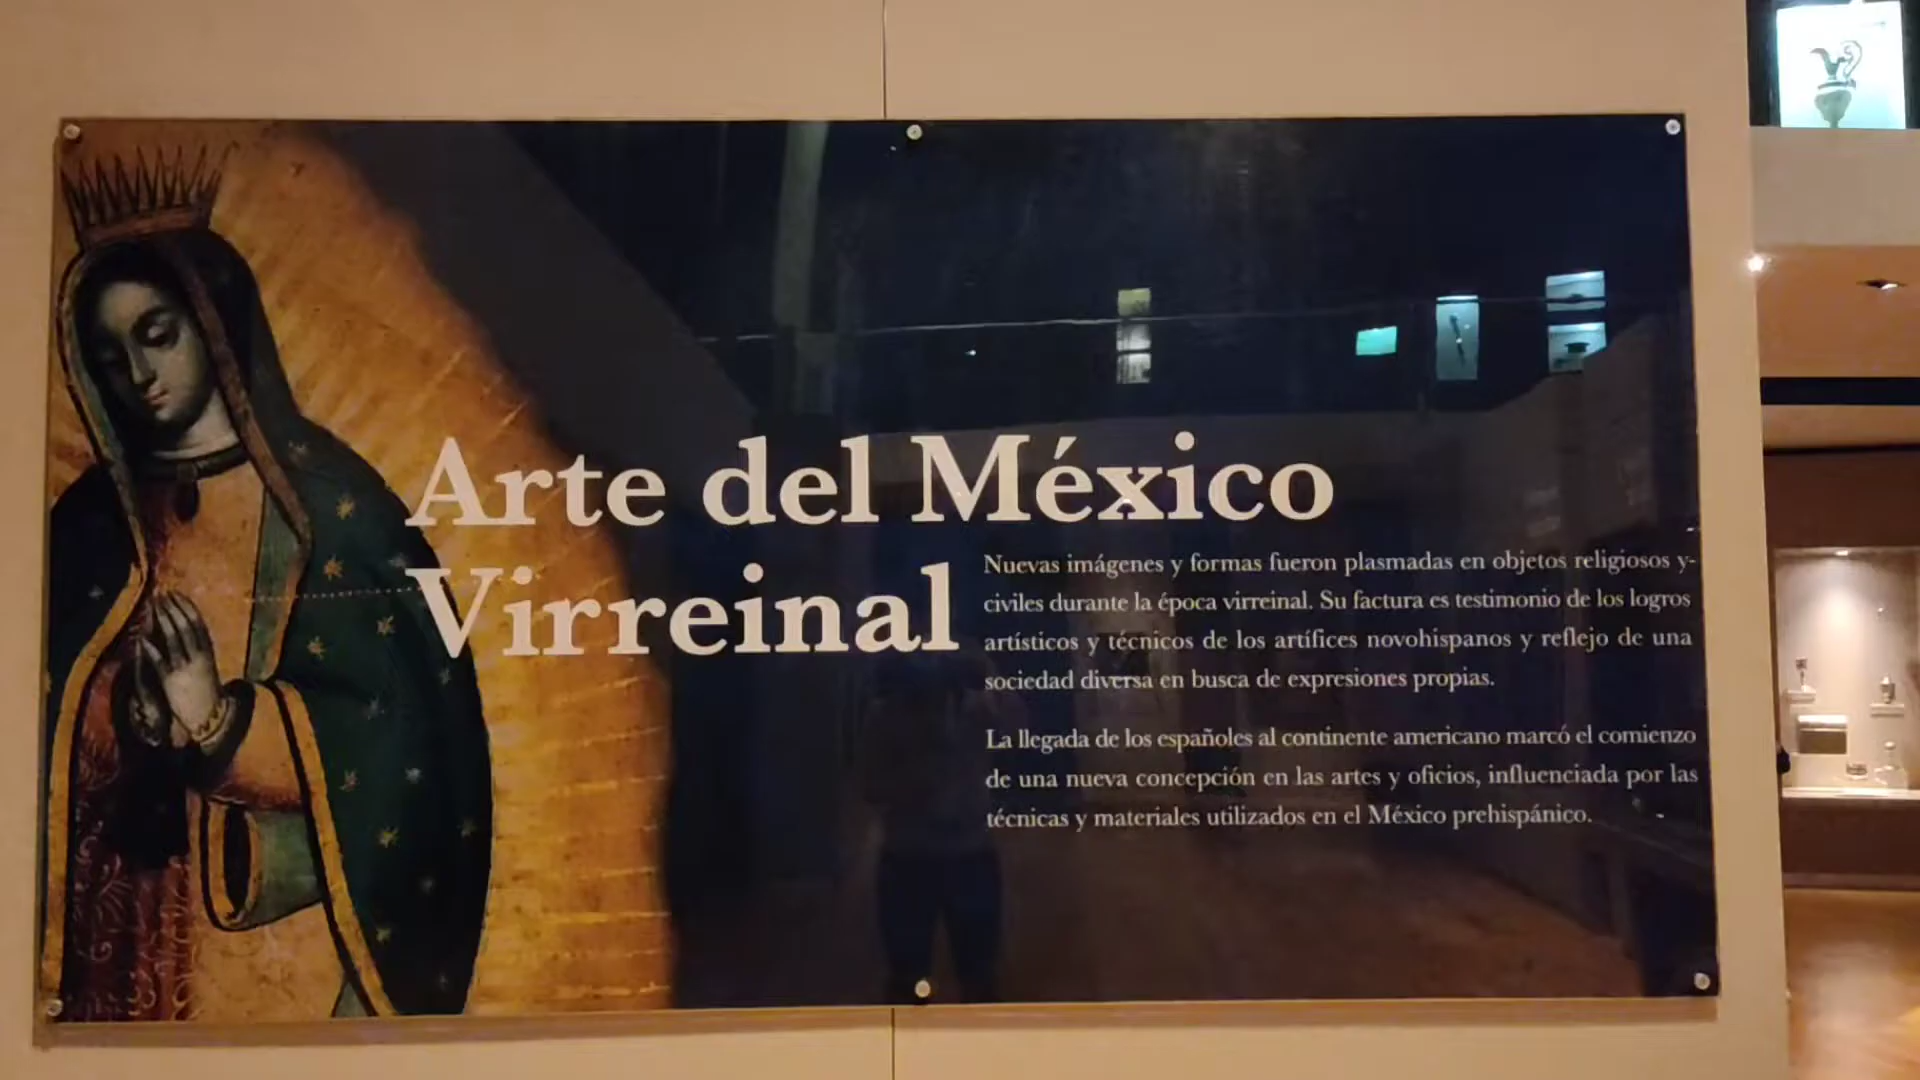 Arte del México
Virreinal
Nuevas imágenes y formas fueron plasmadas en objetos religiosos y-
civiles durante la época virreinal. Su factura es testimonio de los logros
artísticos y técnicos de los artífices novohispanos y reflejo de una
sociedad diversa en busca de expresiones propias.
La llegada de los españoles al continente americano marcó el comienzo
de una nueva concepción en las artes y oficios, influenciada por las
técnicas y materiales utilizados en el México prehispánico.